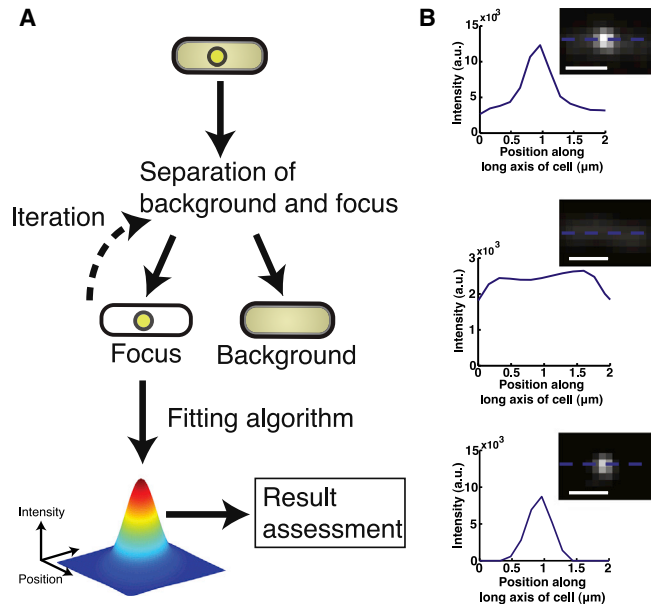 A
Separation of
background and focus
Iteration
Focus
Background
Fitting algorithm
Intensity
Position
Result
assessment
B
x10³
15
10
5
0
Intensity (a.u.)
0 0.5 1 1.5 2
Position along
long axis of cell (µm)
x10³
3
2
1
0
Intensity (a.u.)
0 0.5 1 1.5 2
Position along
long axis of cell (µm)
x10³
15
10
5
0
Intensity (a.u.)
0 0.5 1 1.5 2
Position along
long axis of cell (µm)